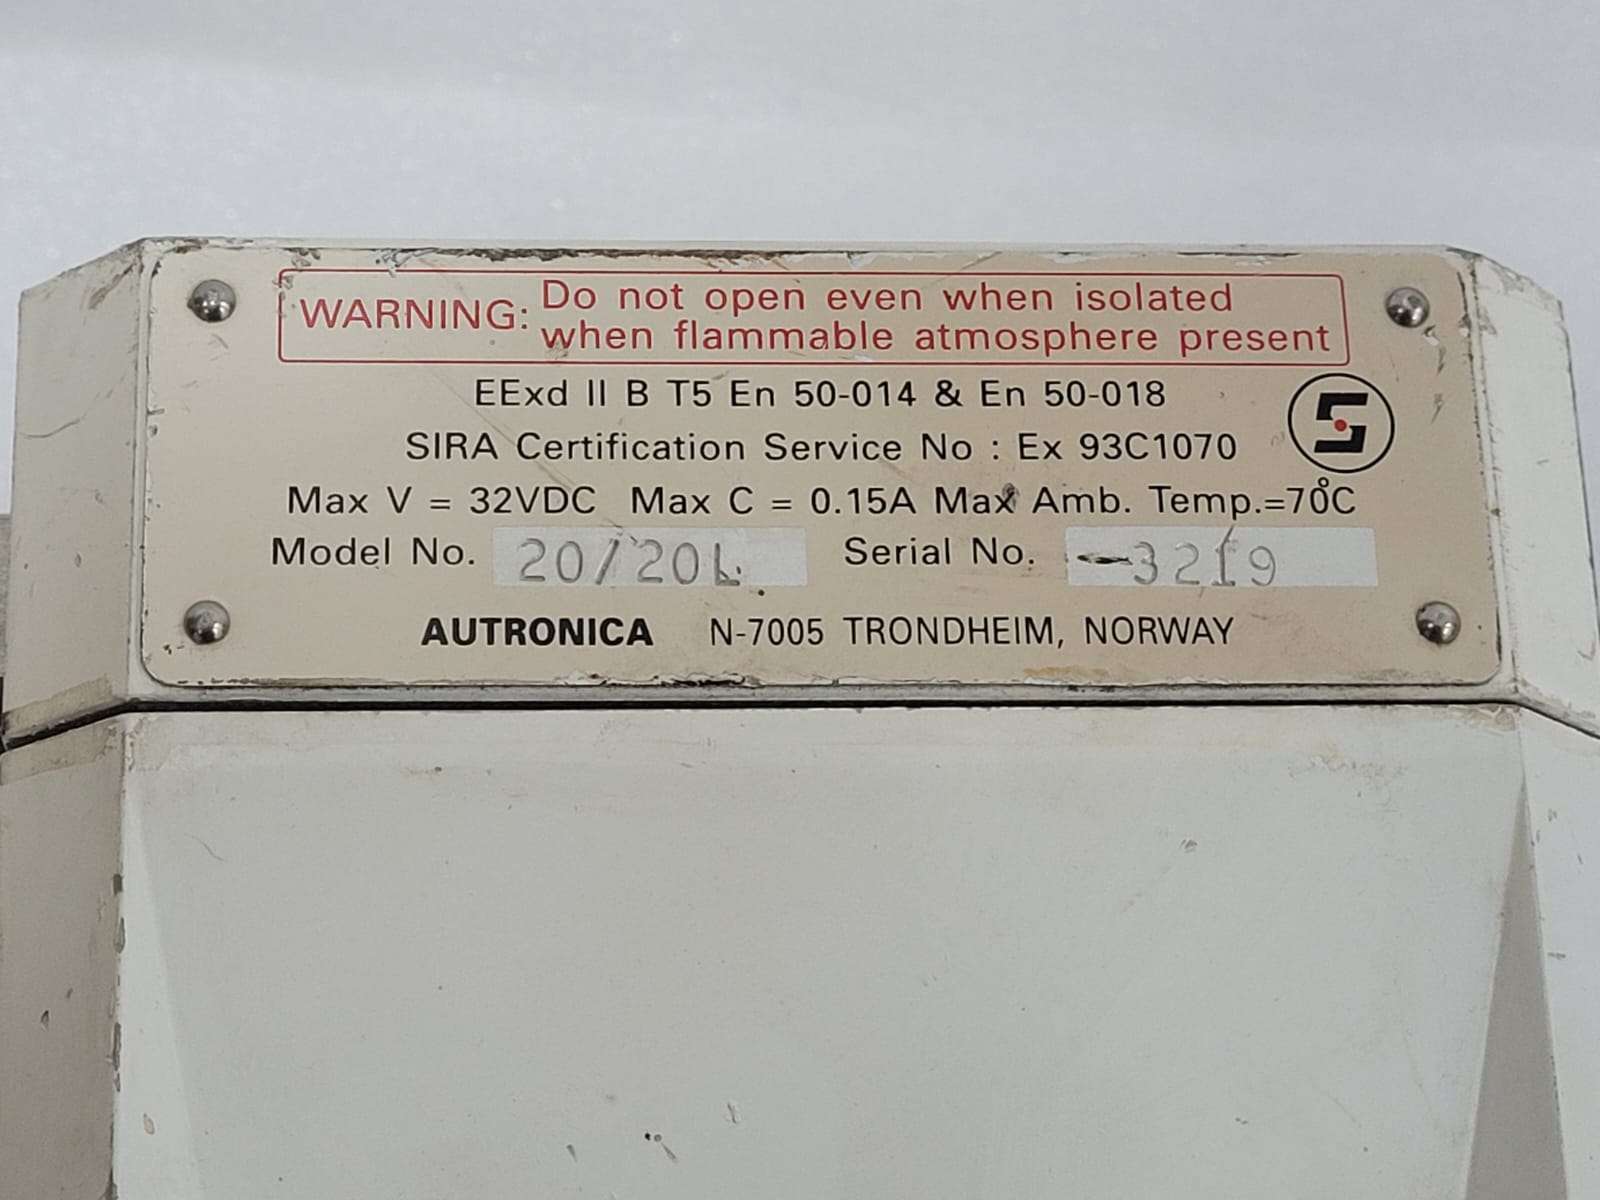 WARNING: Do not open even when isolated
when flammable atmosphere present
EExd II B T5 En 50-014 & En 50-018
SIRA Certification Service No : Ex 93C1070
Max V = 32VDC Max C = 0.15A Max Amb. Temp.=70°C
Model No. 20/20L Serial No. 3219
AUTRONICA N-7005 TRONDHEIM, NORWAY